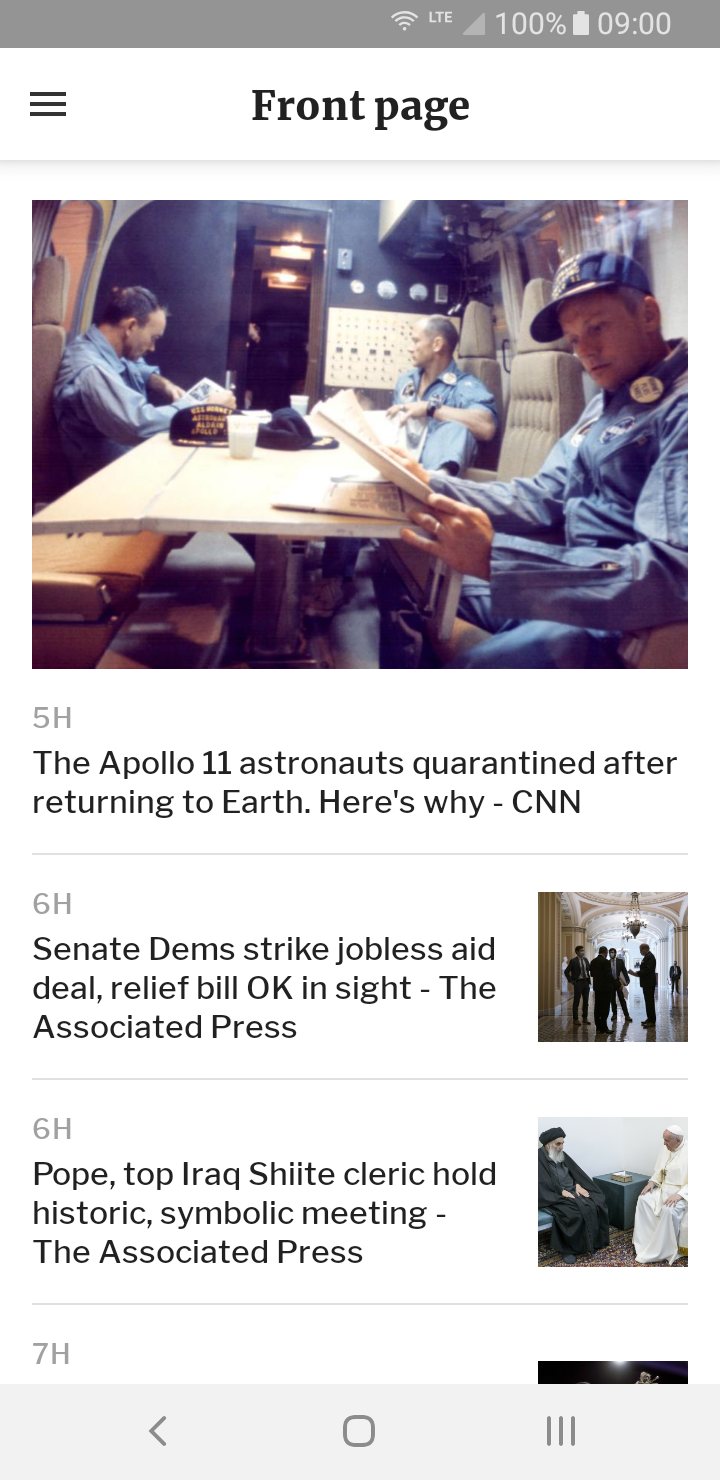 LTE 100% 09:00
Front page
5H
The Apollo 11 astronauts quarantined after
returning to Earth. Here's why - CNN
6H
Senate Dems strike jobless aid
deal, relief bill OK in sight - The
Associated Press
6H
Pope, top Iraq Shiite cleric hold
historic, symbolic meeting -
The Associated Press
7H